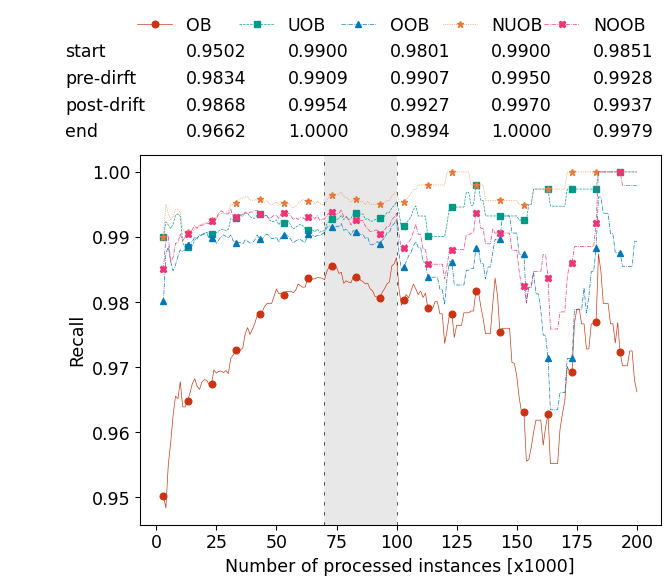 OB UOB OOB NUOB NOOB
start 0.9502 0.9900 0.9801 0.9900 0.9851
pre-dirft 0.9834 0.9909 0.9907 0.9950 0.9928
post-drift 0.9868 0.9954 0.9927 0.9970 0.9937
end 0.9662 1.0000 0.9894 1.0000 0.9979
1.00
0.99
0.98
0.97
0.96
0.95
Recall
0 25 50 75 100 125 150 175 200
Number of processed instances [x1000]